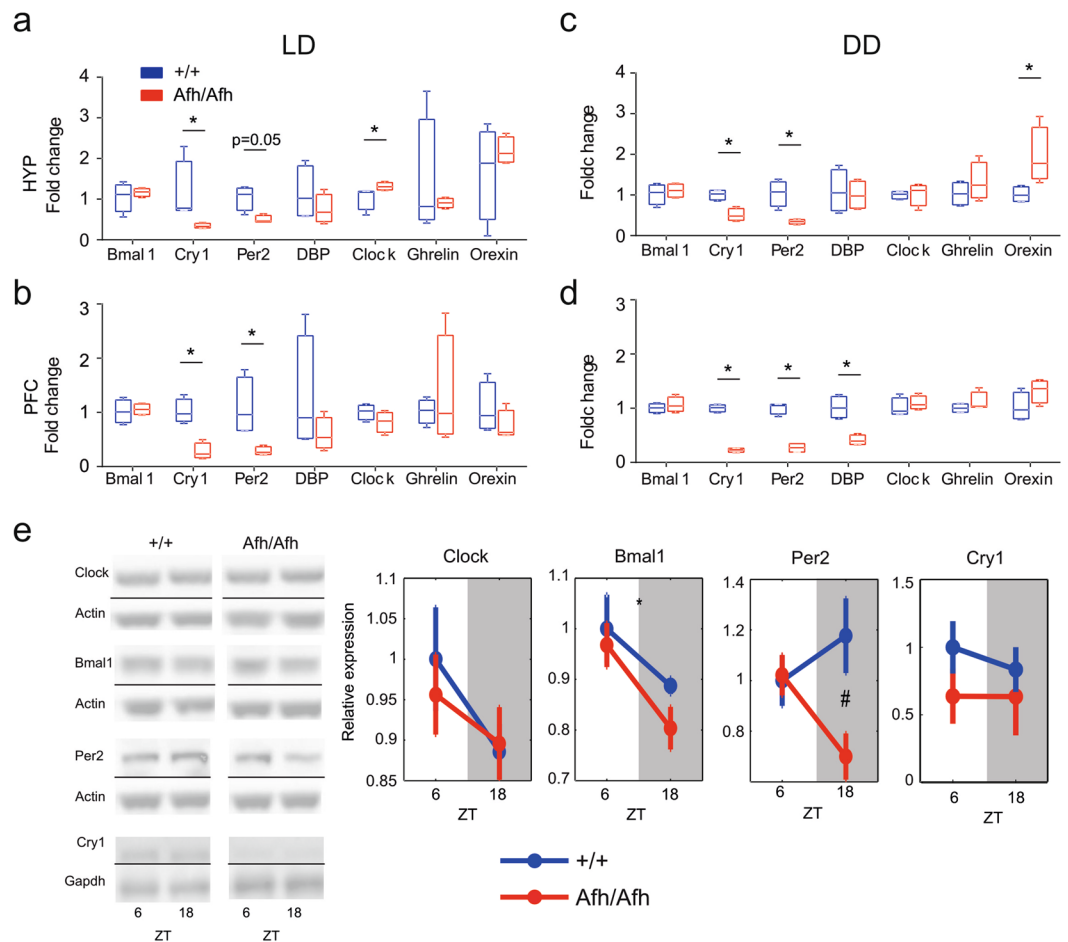 a
LD
+/+
Afh/Afh
HYP
Fold change
4
3
2
1
0
*
p=0.05
*
Bmal 1 Cry1 Per2 DBP Clock Ghrelin Orexin
c
DD
Foldc hange
4
3
2
1
0
*
*
*
Bmal 1 Cry1 Per2 DBP Clock Ghrelin Orexin
b
PFC
Fold change
3
2
1
0
*
*
Bmal 1 Cry1 Per2 DBP Clock Ghrelin Orexin
d
Foldc hange
3
2
1
0
*
*
*
Bmal 1 Cry1 Per2 DBP Clock Ghrelin Orexin
e
+/+ Afh/Afh
Clock
Actin
Bmal1
Actin
Per2
Actin
Cry1
Gapdh
6 18 6 18
ZT ZT
Clock
Relative expression
1.1
1.05
1
0.95
0.9
0.85
6 18
ZT
Bmal1
1.1
1
0.9
0.8
0.7
*
6 18
ZT
Per2
1.4
1.2
1
0.8
#
6 18
ZT
Cry1
1.5
1
0.5
0
6 18
ZT
+/+
Afh/Afh